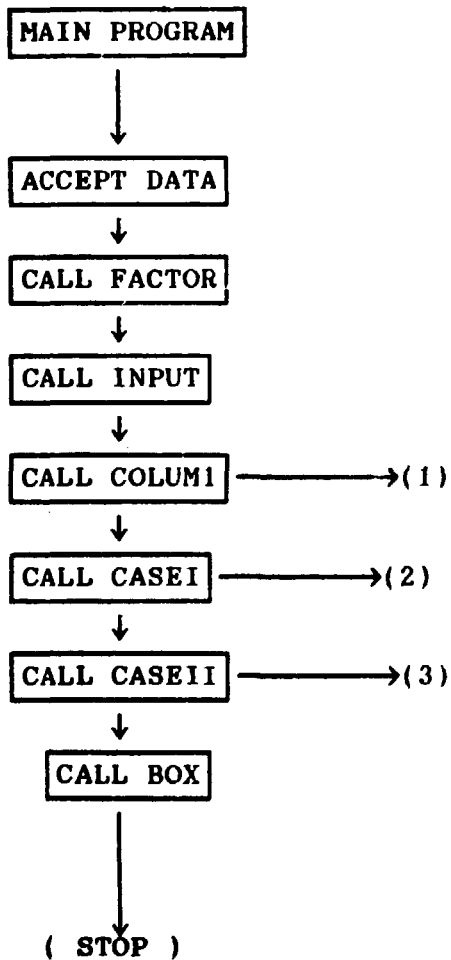 MAIN PROGRAM
ACCEPT DATA
CALL FACTOR
CALL INPUT
CALL COLUM1 (1)
CALL CASEI (2)
CALL CASEII (3)
CALL BOX
( STOP )